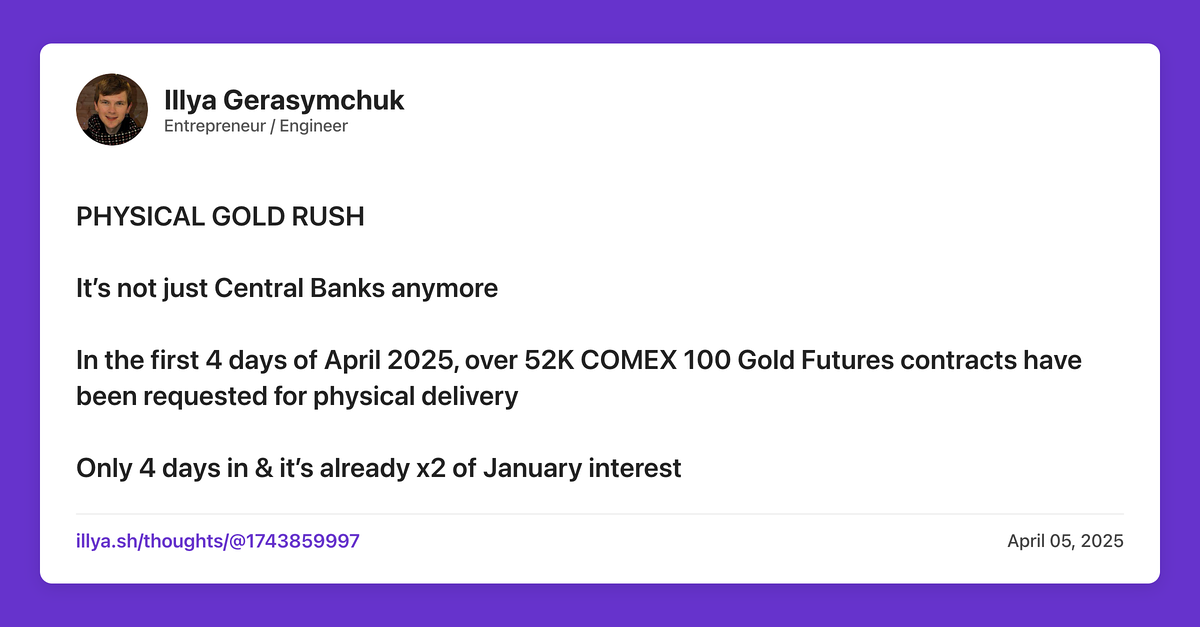 Illya Gerasymchuk
Entrepreneur / Engineer
PHYSICAL GOLD RUSH
It’s not just Central Banks anymore
In the first 4 days of April 2025, over 52K COMEX 100 Gold Futures contracts have
been requested for physical delivery
Only 4 days in & it’s already x2 of January interest
illya.sh/thoughts/@1743859997
April 05, 2025